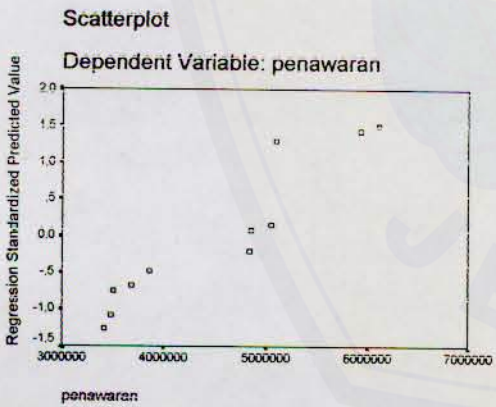 Scatterplot
Dependent Variable: penawaran
Regression Standardized Predicted Value
2.0
1.5
1,0
,5
0.0
-,5
-1.0
-1,5
3000000 4000000 5000000 6000000 7000000
penawaran